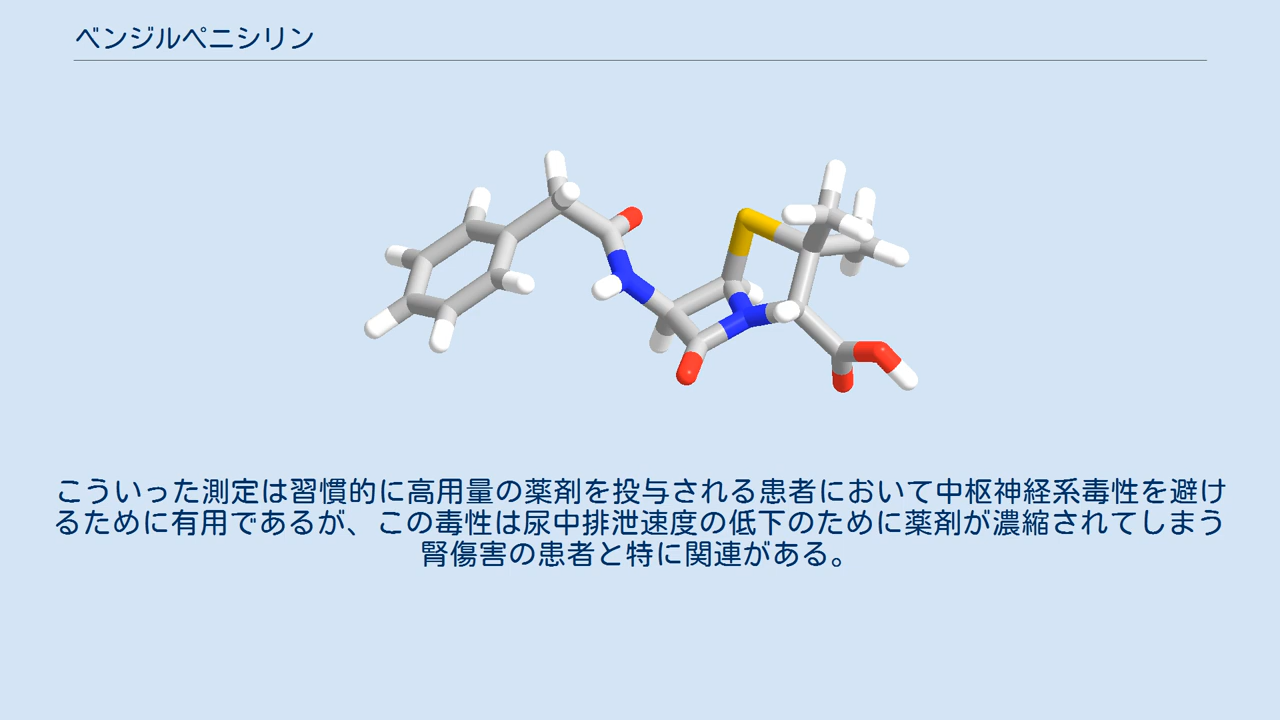 ベンジルペニシリン
こういった測定は習慣的に高用量の薬剤を投与される患者において中枢神経系毒性を避け
るために有用であるが、この毒性は尿中排泄速度の低下のために薬剤が濃縮されてしまう
腎傷害の患者と特に関連がある。